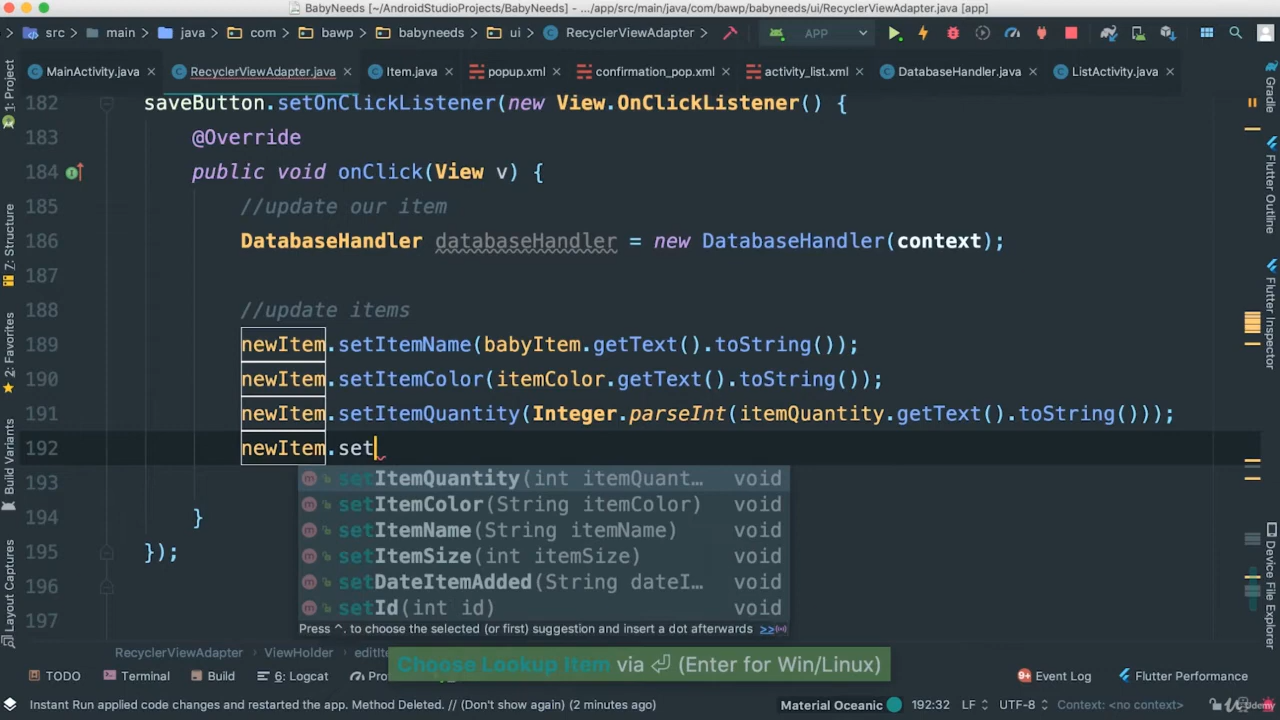 BabyNeeds [~/AndroidStudioProjects/BabyNeeds] - .../app/src/main/java/com/bawp/babyneeds/ui/RecyclerViewAdapter.java [app]
src main java com bawp babyneeds ui RecyclerViewAdapter APP
MainActivity.java RecyclerViewAdapter.java Item.java popup.xml confirmation_pop.xml activity_list.xml DatabaseHandler.java ListActivity.java
1: Project
7: Structure
2: Favorites
Build Variants
Layout Captures
182 saveButton.setOnClickListener(new View.OnClickListener() {
183 @Override
184 public void onClick(View v) {
185 //update our item
186 DatabaseHandler databaseHandler = new DatabaseHandler(context);
187
188 //update items
189 newItem.setItemName(babyItem.getText().toString());
190 newItem.setItemColor(itemColor.getText().toString());
191 newItem.setItemQuantity(Integer.parseInt(itemQuantity.getText().toString()));
192 newItem.set
193
194 }
195 });
196
197
setItemQuantity(int itemQuant… void
setItemColor(String itemColor) void
setItemName(String itemName) void
setItemSize(int itemSize) void
setDateItemAdded(String dateI… void
setId(int id) void
Press ^. to choose the selected (or first) suggestion and insert a dot afterwards >>
Gradle
Flutter Outline
Flutter Inspector
Device File Explorer
RecyclerViewAdapter ViewHolder
Choose Lookup Item via ⏎ (Enter for Win/Linux)
TODO Terminal Build 6: Logcat Event Log Flutter Performance
Instant Run applied code changes and restarted the app. Method Deleted. // (Don't show again) (2 minutes ago) Material Oceanic 192:32 LF UTF-8 Context: <no context>
Udemy